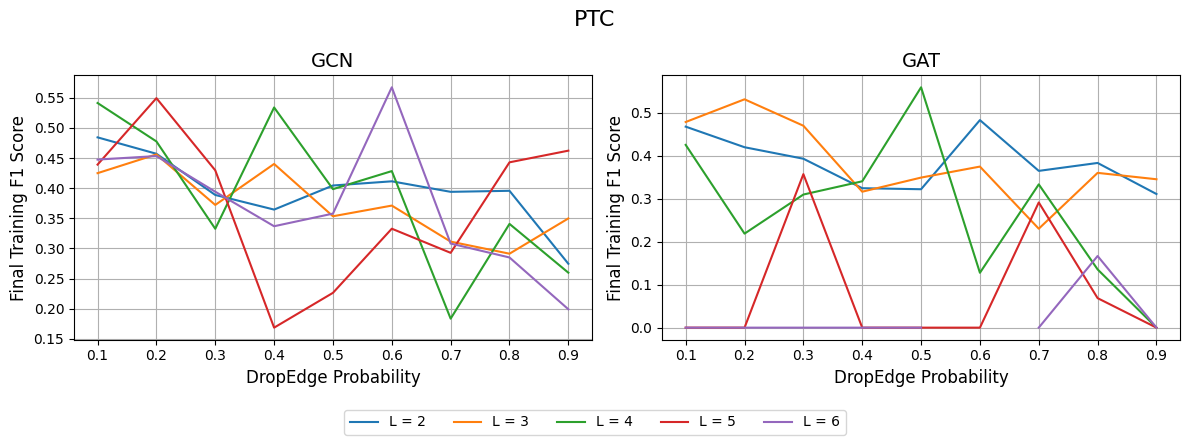 PTC
GCN
Final Training F1 Score
0.55
0.50
0.45
0.40
0.35
0.30
0.25
0.20
0.15
0.1 0.2 0.3 0.4 0.5 0.6 0.7 0.8 0.9
DropEdge Probability
GAT
Final Training F1 Score
0.5
0.4
0.3
0.2
0.1
0.0
0.1 0.2 0.3 0.4 0.5 0.6 0.7 0.8 0.9
DropEdge Probability
L = 2 L = 3 L = 4 L = 5 L = 6